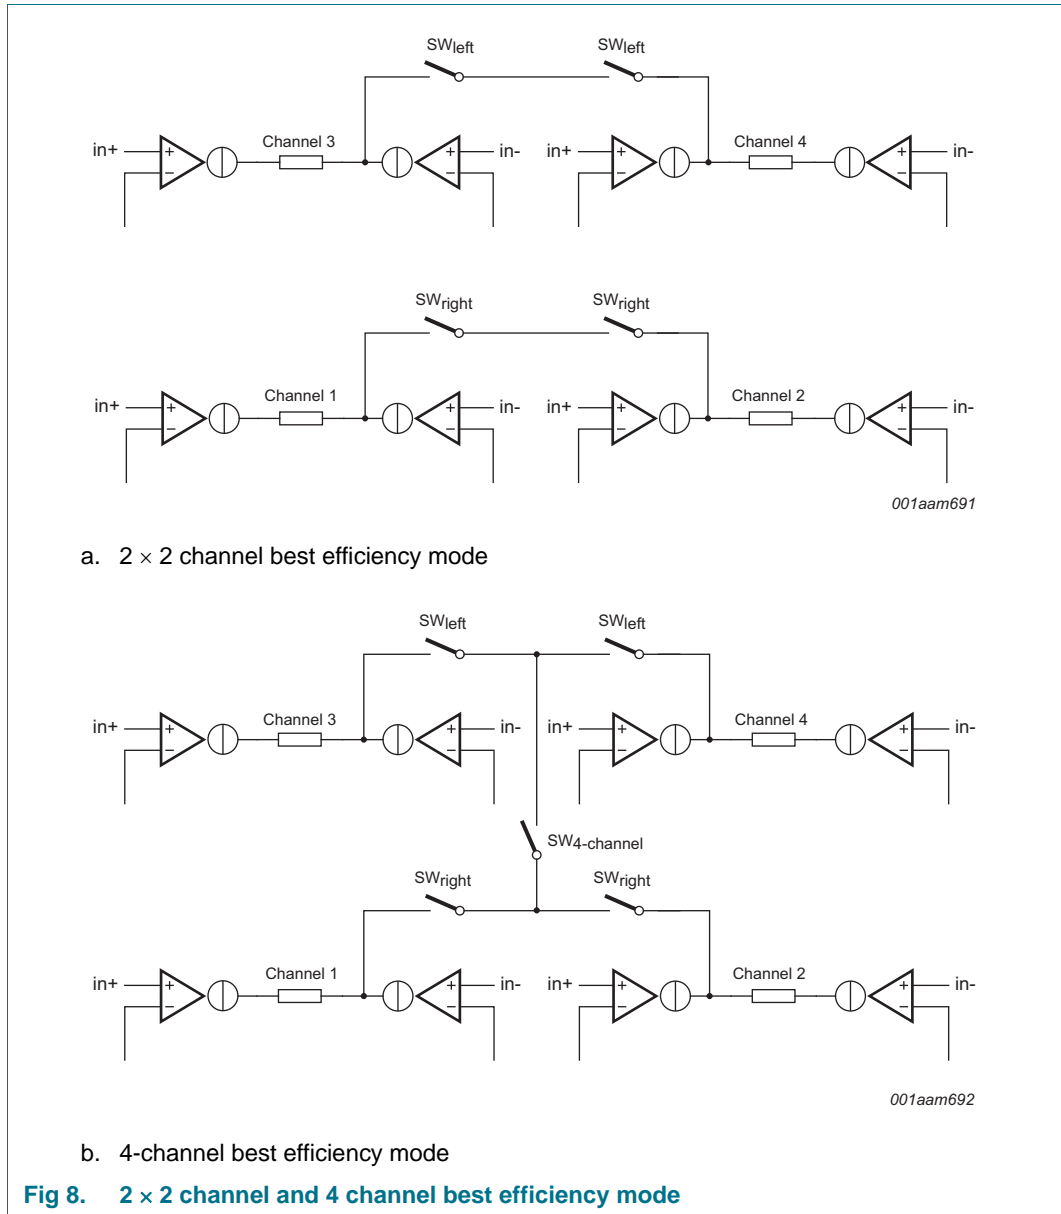 SWleft SWleft
Channel 3 Channel 4
in+ + + in- in+ + + in-
− − − −
SWright SWright
Channel 1 Channel 2
in+ + + in- in+ + + in-
− − − −
001aam691
a. 2 × 2 channel best efficiency mode
SWleft SWleft
Channel 3 Channel 4
in+ + + in- in+ + + in-
− − − −
SW4-channel
SWright SWright
Channel 1 Channel 2
in+ + + in- in+ + + in-
− − − −
001aam692
b. 4-channel best efficiency mode
Fig 8. 2 × 2 channel and 4 channel best efficiency mode